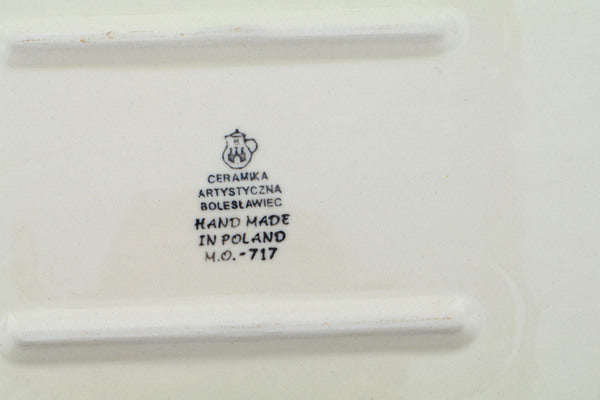 CERAMIKA
ARTYSTYCZNA
BOLESŁAWIEC
HAND MADE
IN POLAND
M.O.-717